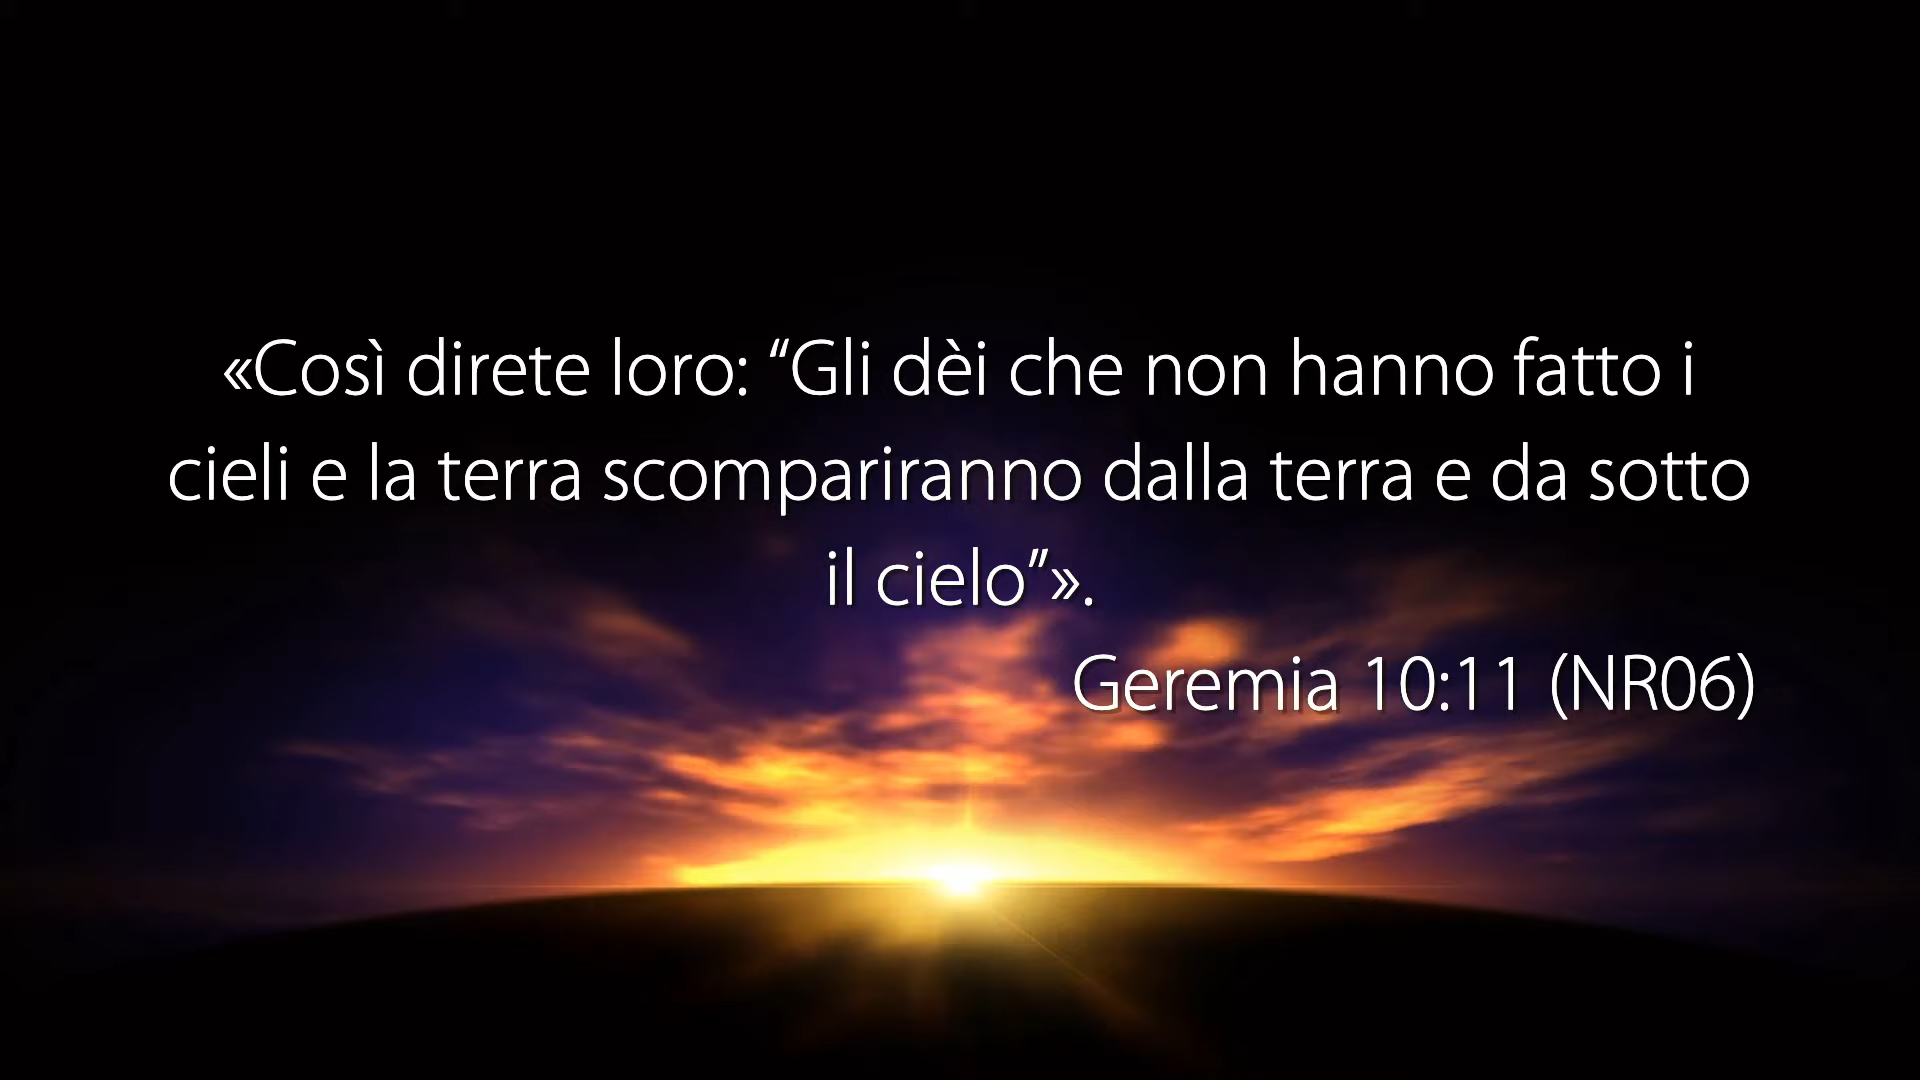 «Così direte loro: “Gli dèi che non hanno fatto i
cieli e la terra scompariranno dalla terra e da sotto
il cielo”».
Geremia 10:11 (NR06)